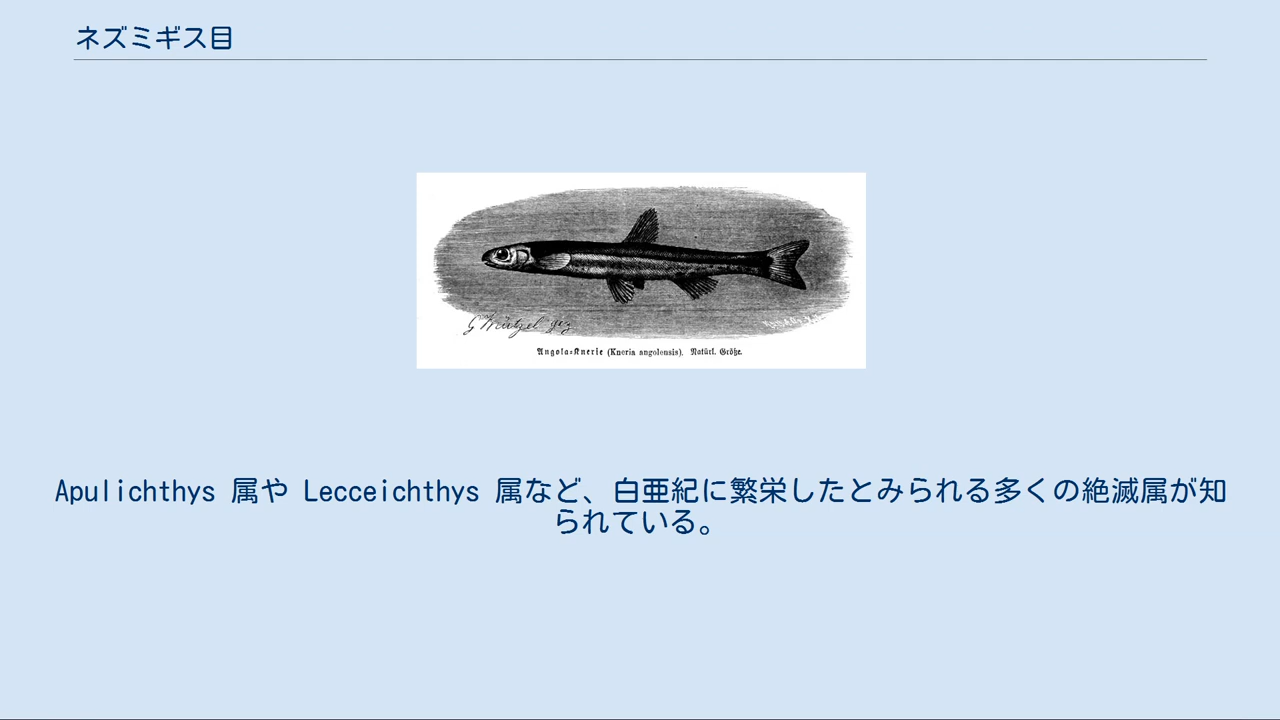 ネズミギス目
Angola=Knerie (Kneria angolensis). Natürl. Größe.
Apulichthys 属や Lecceichthys 属など、白亜紀に繁栄したとみられる多くの絶滅属が知
られている。